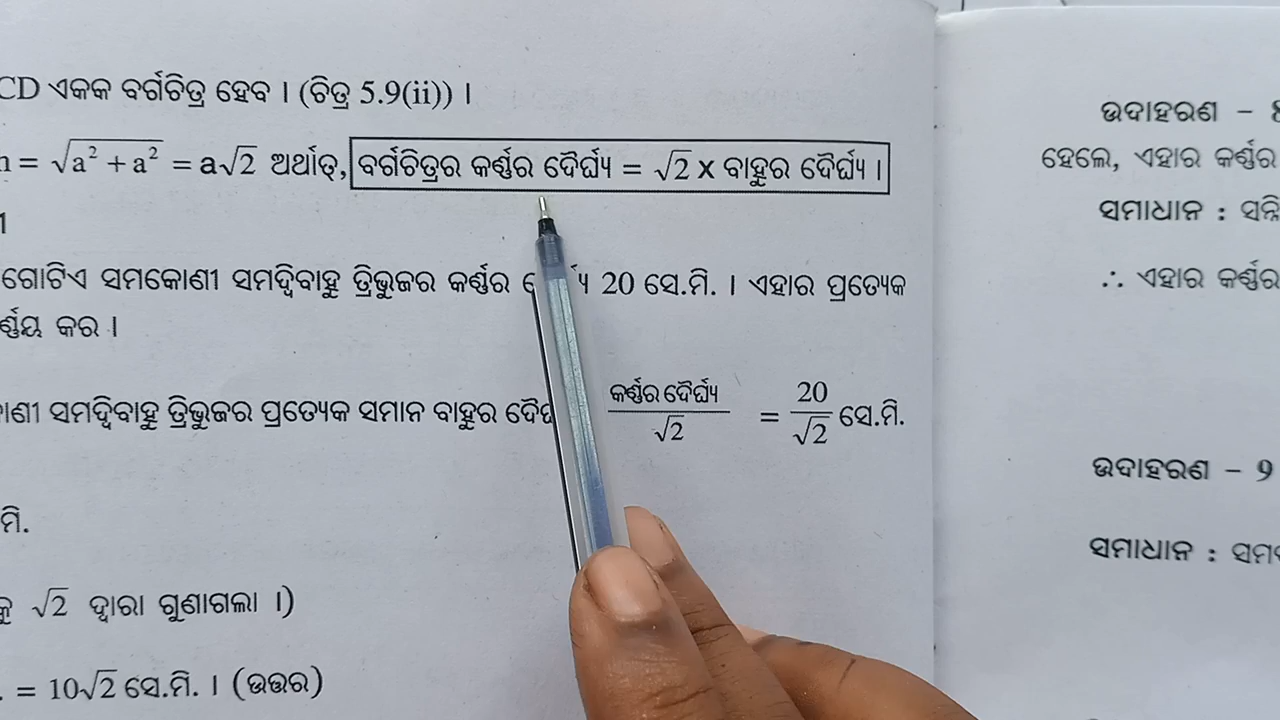 CD ଏକକ ବର୍ଗଚିତ୍ର ହେବ । (ଚିତ୍ର 5.9(ii)) ।
= √a² + a² = a√2 ଅର୍ଥାତ୍, ବର୍ଗଚିତ୍ରର କର୍ଣ୍ଣର ଦୈର୍ଘ୍ୟ = √2 x ବାହୁର ଦୈର୍ଘ୍ୟ ।
ଗୋଟିଏ ସମକୋଣୀ ସମଦ୍ବିବାହୁ ତ୍ରିଭୁଜର କର୍ଣ୍ଣର 20 ସେ.ମି. । ଏହାର ପ୍ରତ୍ୟେକ
କର ।
ସମଦ୍ବିବାହୁ ତ୍ରିଭୁଜର ପ୍ରତ୍ୟେକ ସମାନ ବାହୁର କର୍ଣ୍ଣର ଦୈର୍ଘ୍ୟ / √2 = 20 / √2 ସେ.ମି.
ମି.
√2 ଦ୍ୱାରା ଗୁଣାଗଲା ।)
. = 10√2 ସେ.ମି. । (ଉତ୍ତର)
ଉଦାହରଣ – 8
ହେଲେ, ଏହାର କର୍ଣ୍ଣର
ସମାଧାନ :
∴ ଏହାର କର୍ଣ୍ଣର
ଉଦାହରଣ – 9
ସମାଧାନ :